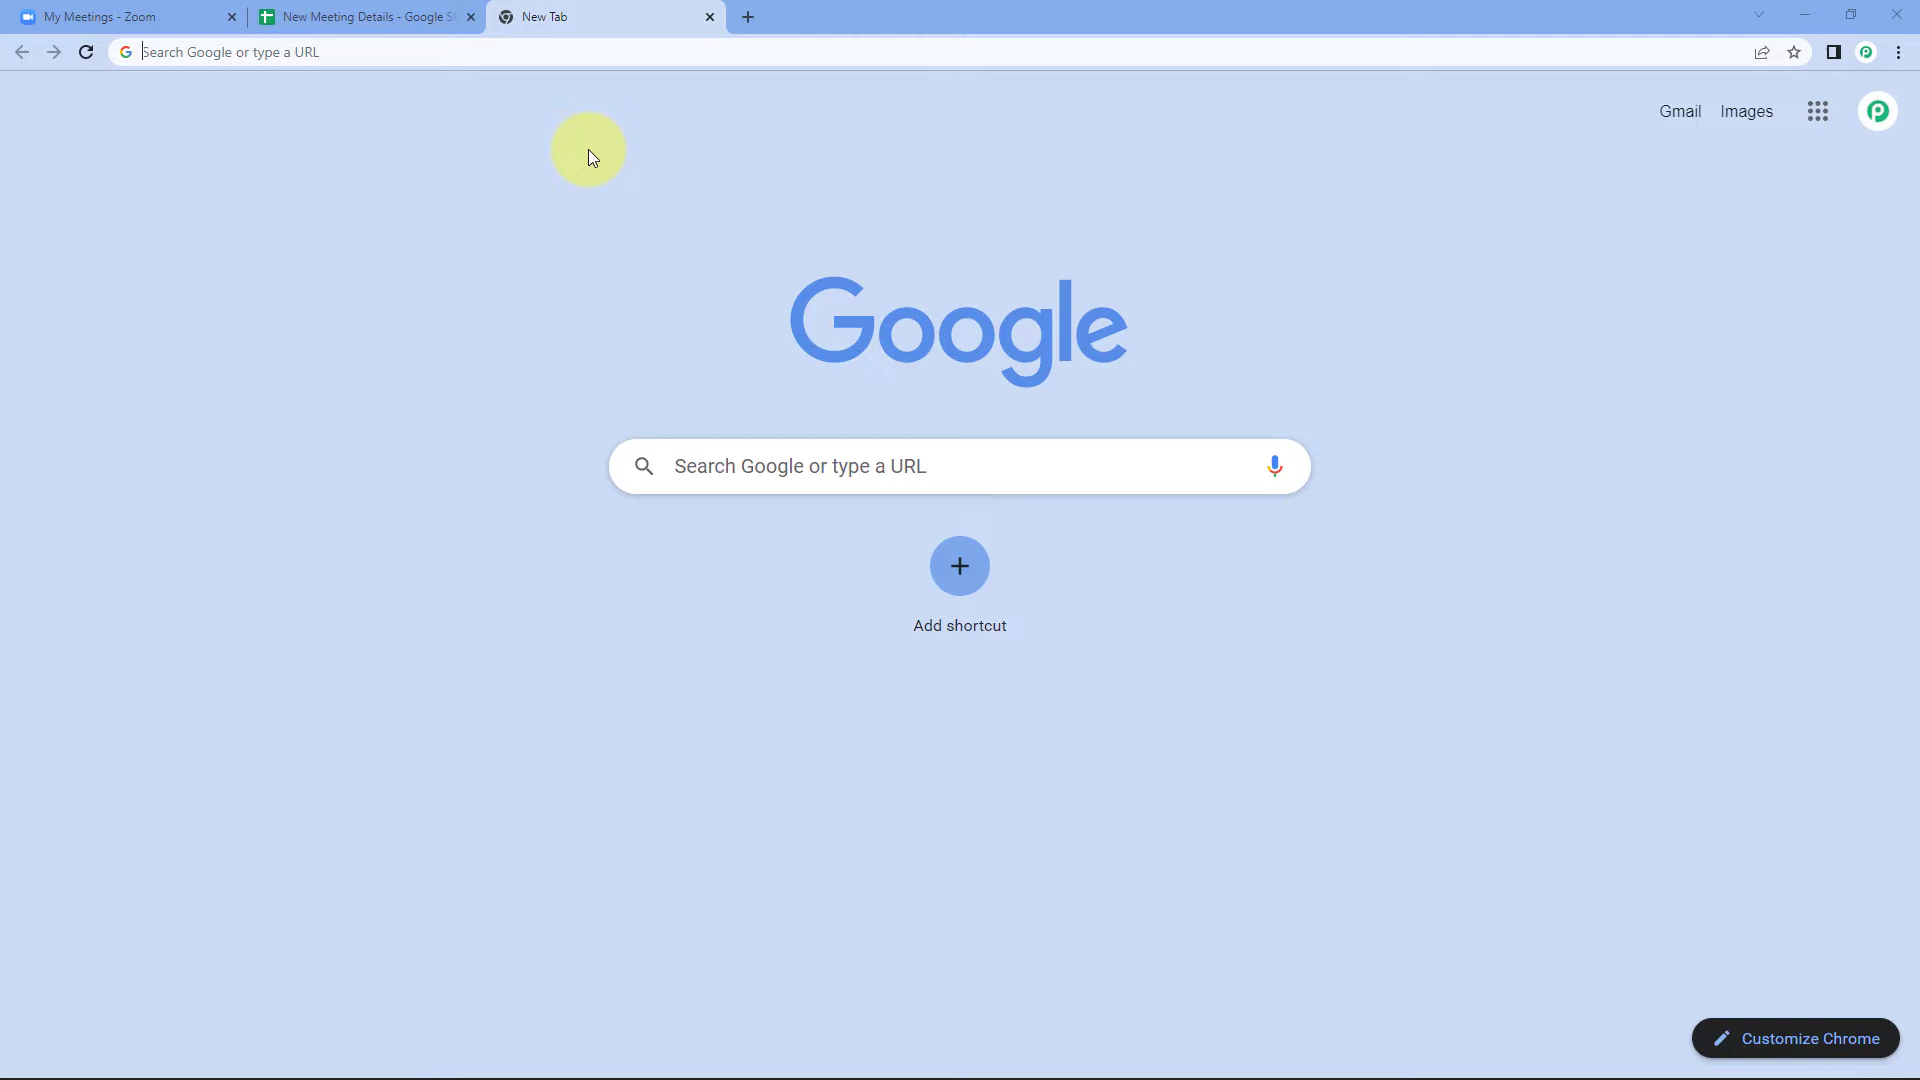 My Meetings - Zoom
New Meeting Details - Google S
New Tab
Search Google or type a URL
Gmail
Images
Google
Search Google or type a URL
Add shortcut
Customize Chrome